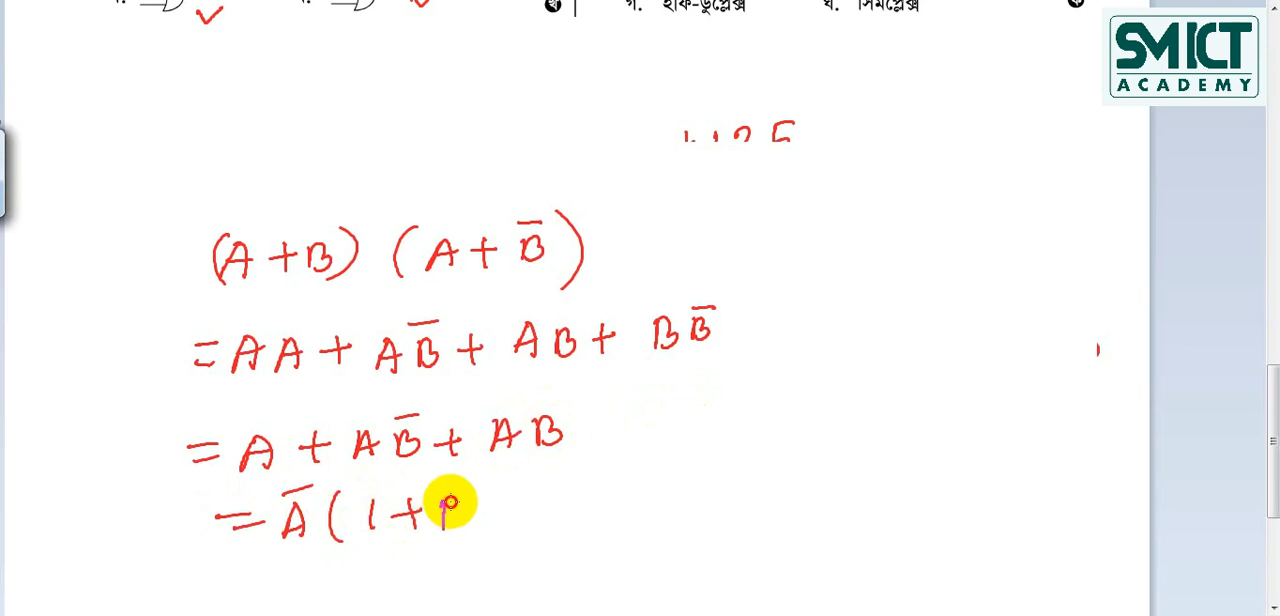 গ. হাফ-ডুপ্লেক্স ঘ. সিমপ্লেক্স
SMICT
ACADEMY
(A+B) (A+B̅)
=AA+AB̅+AB+BB̅
=A+AB̅+AB
=A̅(1+